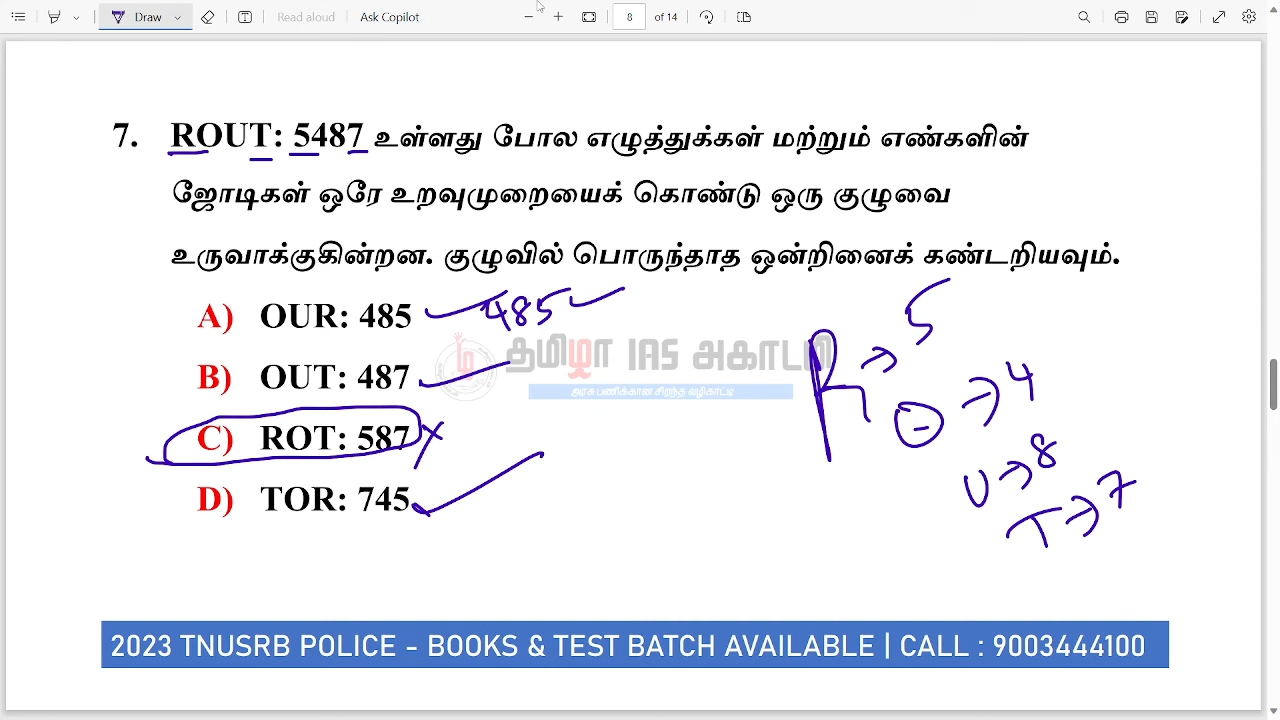 Draw
Read aloud
Ask Copilot
8
of 14
7. ROUT: 5487 உள்ளது போல எழுத்துக்கள் மற்றும் எண்களின்
ஜோடிகள் ஒரே உறவுமுறையைக் கொண்டு ஒரு குழுவை
உருவாக்குகின்றன. குழுவில் பொருந்தாத ஒன்றினைக் கண்டறியவும்.
A) OUR: 485
485
B) OUT: 487
C) ROT: 587
D) TOR: 745
R → 5
O → 4
U → 8
T → 7
தமிழா IAS அகாடமி
அரசு பணிக்கான சிறந்த வழிகாட்டி
2023 TNUSRB POLICE - BOOKS & TEST BATCH AVAILABLE | CALL : 9003444100